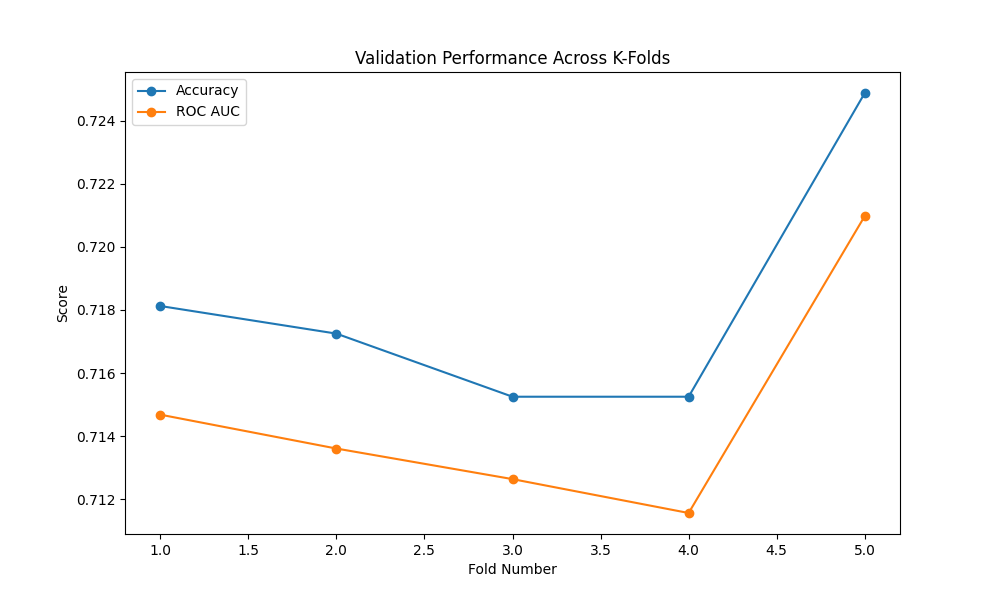 Validation Performance Across K-Folds
Accuracy
ROC AUC
0.724
0.722
0.720
0.718
0.716
0.714
0.712
Score
1.0 1.5 2.0 2.5 3.0 3.5 4.0 4.5 5.0
Fold Number